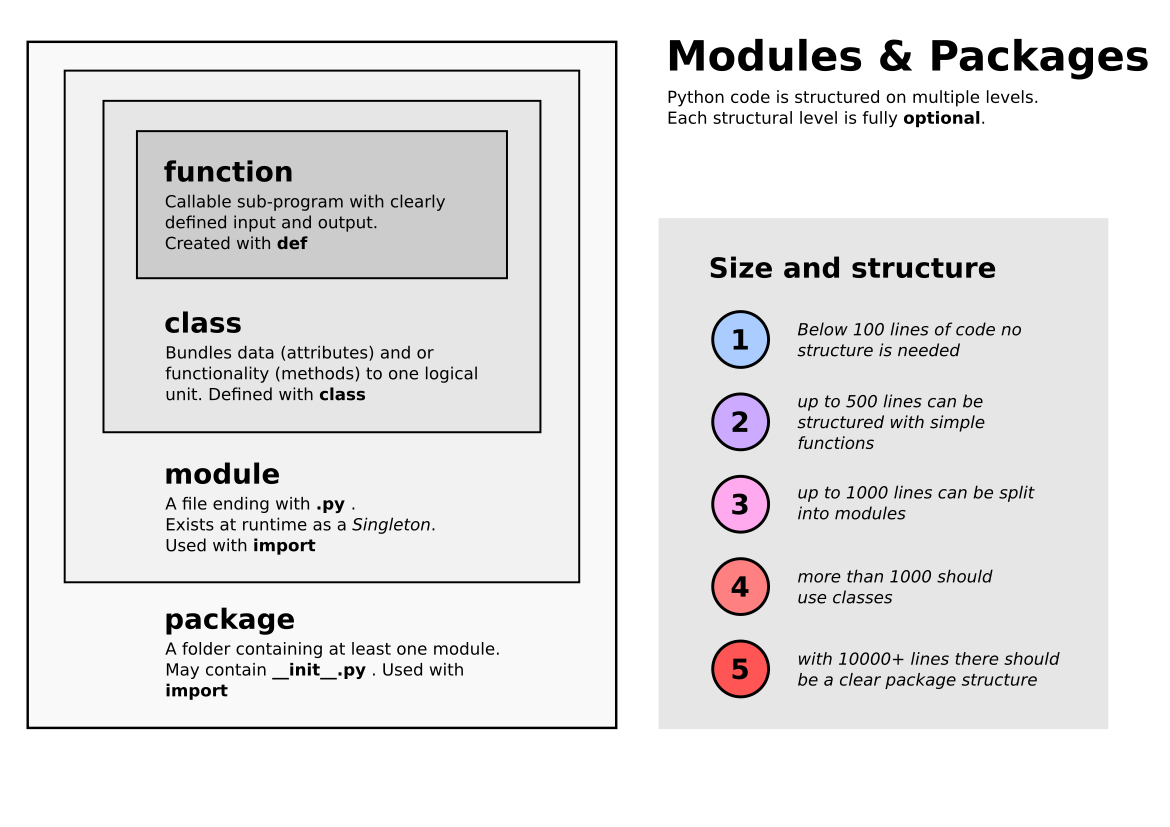 Modules & Packages
Python code is structured on multiple levels.
Each structural level is fully optional.
function
Callable sub-program with clearly
defined input and output.
Created with def
class
Bundles data (attributes) and or
functionality (methods) to one logical
unit. Defined with class
module
A file ending with .py .
Exists at runtime as a Singleton.
Used with import
package
A folder containing at least one module.
May contain __init__.py . Used with
import
Size and structure
1
Below 100 lines of code no
structure is needed
2
up to 500 lines can be
structured with simple
functions
3
up to 1000 lines can be split
into modules
4
more than 1000 should
use classes
5
with 10000+ lines there should
be a clear package structure